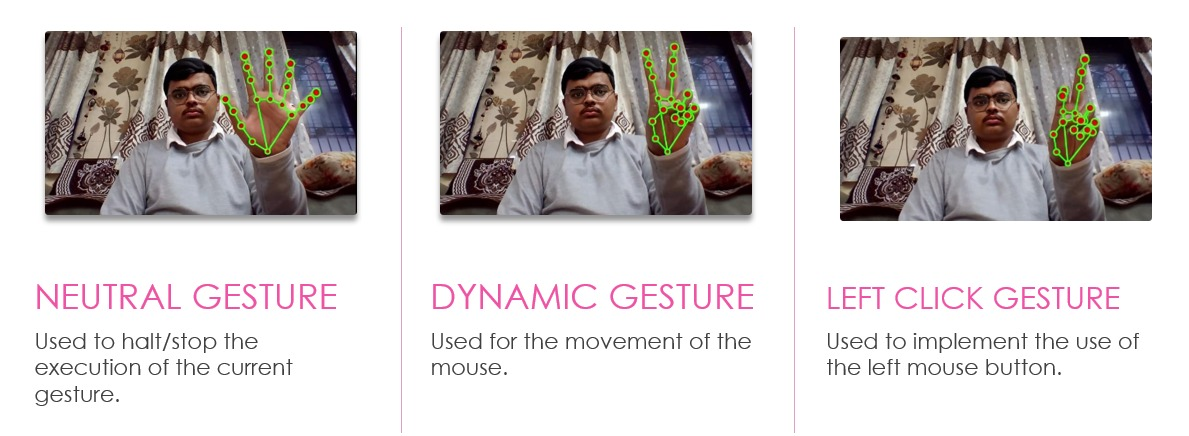 NEUTRAL GESTURE
Used to halt/stop the
execution of the current
gesture.
DYNAMIC GESTURE
Used for the movement of the
mouse.
LEFT CLICK GESTURE
Used to implement the use of
the left mouse button.